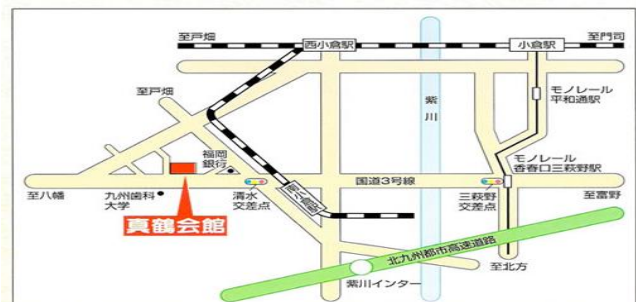 至戸畑
西小倉駅
小倉駅
至門司
至戸畑
モノレール
平和通駅
紫川
福岡
銀行
モノレール
香春口三萩野駅
国道3号線
至八幡
九州歯科
大学
清水
交差点
南小倉駅
三萩野
交差点
至富野
真鶴会館
北九州都市高速道路
至北方
紫川インター